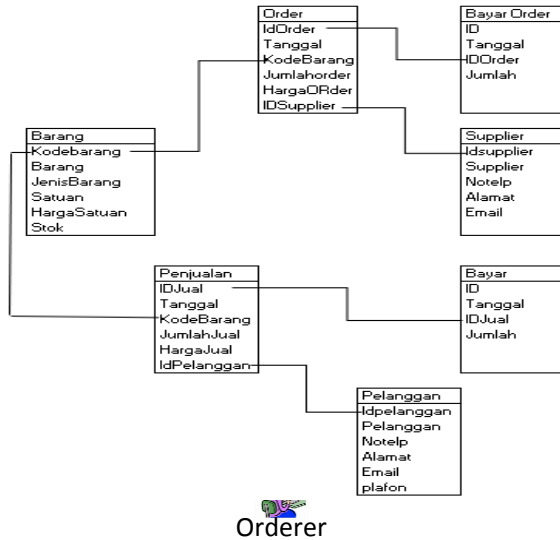 Order
IdOrder
Tanggal
KodeBarang
Jumlahorder
HargaORder
IDSupplier
Bayar Order
ID
Tanggal
IDOrder
Jumlah
Barang
Kodebarang
Barang
JenisBarang
Satuan
HargaSatuan
Stok
Supplier
Idsupplier
Supplier
Notelp
Alamat
Email
Penjualan
IDJual
Tanggal
KodeBarang
JumlahJual
HargaJual
IdPelanggan
Bayar
ID
Tanggal
IDJual
Jumlah
Pelanggan
Idpelanggan
Pelanggan
Notelp
Alamat
Email
plafon
Orderer